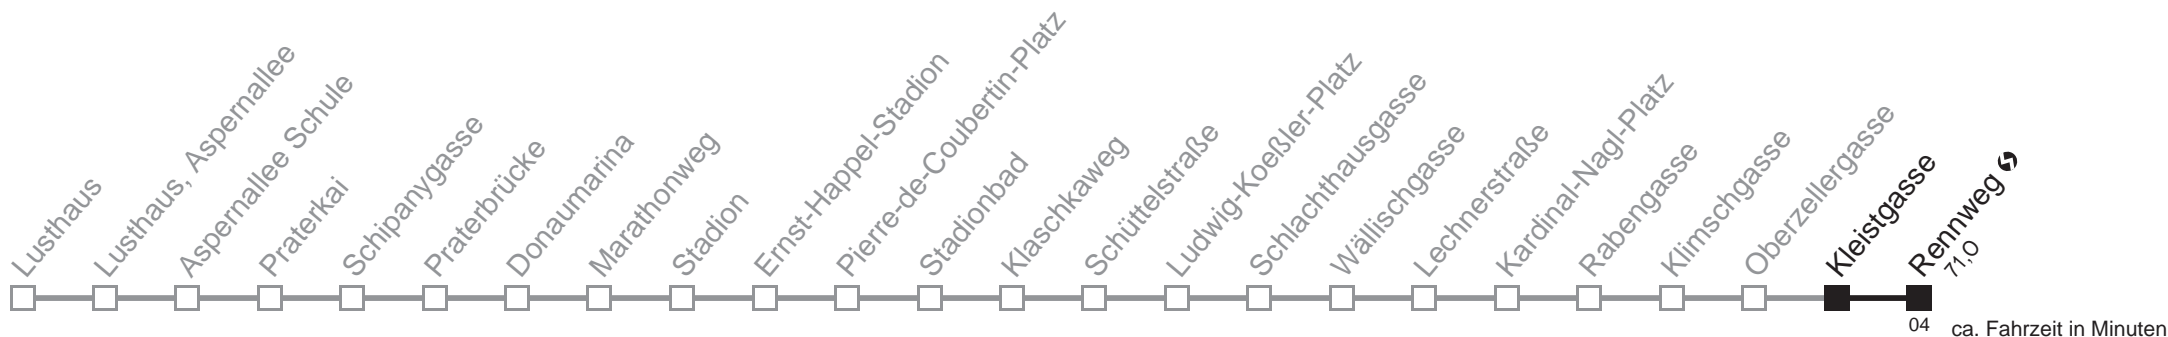 Lusthaus
Lusthaus, Aspernallee
Aspernallee Schule
Praterkai
Schipanygasse
Praterbrücke
Donaumarina
Marathonweg
Stadion
Ernst-Happel-Stadion
Pierre-de-Coubertin-Platz
Stadionbad
Klaschkaweg
Schüttelstraße
Ludwig-Koeßler-Platz
Schlachthausgasse
Wällischgasse
Lechnerstraße
Kardinal-Nagl-Platz
Rabengasse
Klimschgasse
Oberzellergasse
Kleistgasse
Rennweg
71,O
04
ca. Fahrzeit in Minuten